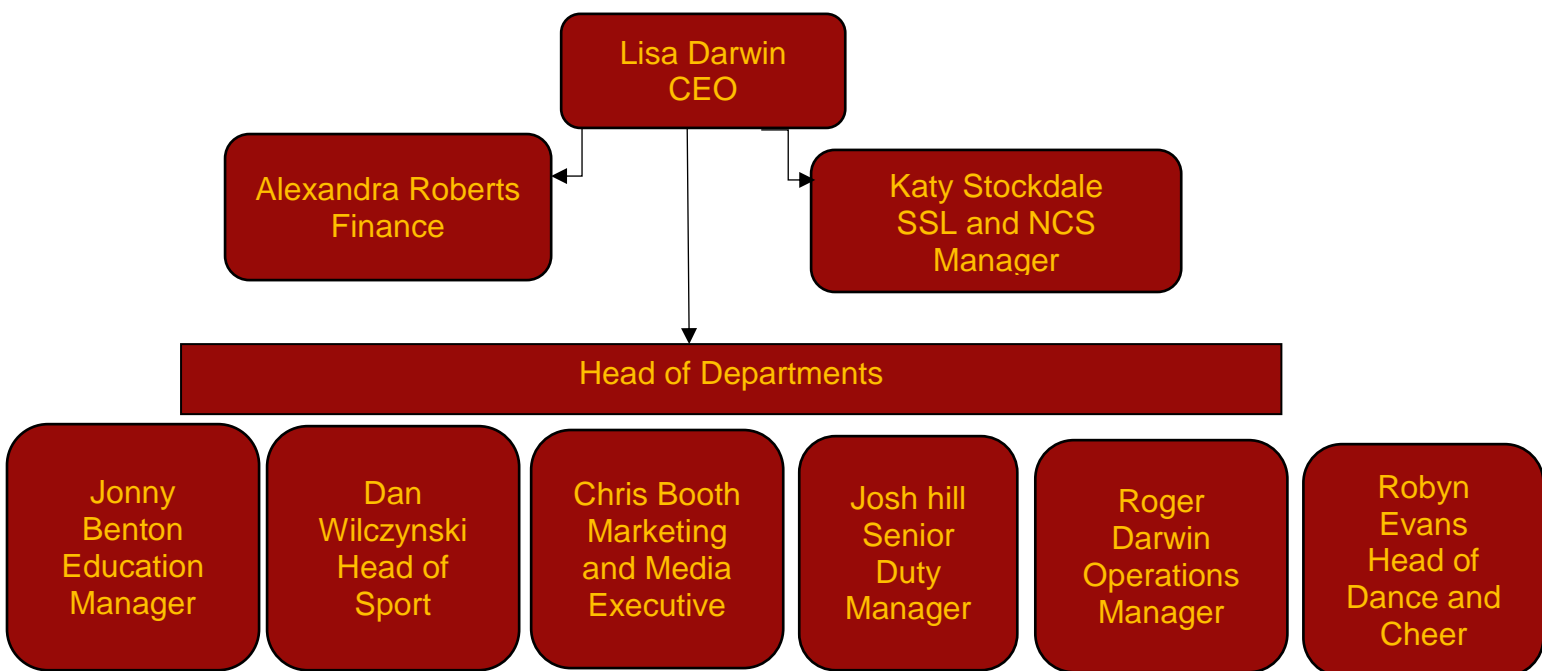 Lisa Darwin
CEO
Alexandra Roberts
Finance
Katy Stockdale
SSL and NCS
Manager
Head of Departments
Jonny
Benton
Education
Manager
Dan
Wilczynski
Head of
Sport
Chris Booth
Marketing
and Media
Executive
Josh hill
Senior
Duty
Manager
Roger
Darwin
Operations
Manager
Robyn
Evans
Head of
Dance and
Cheer